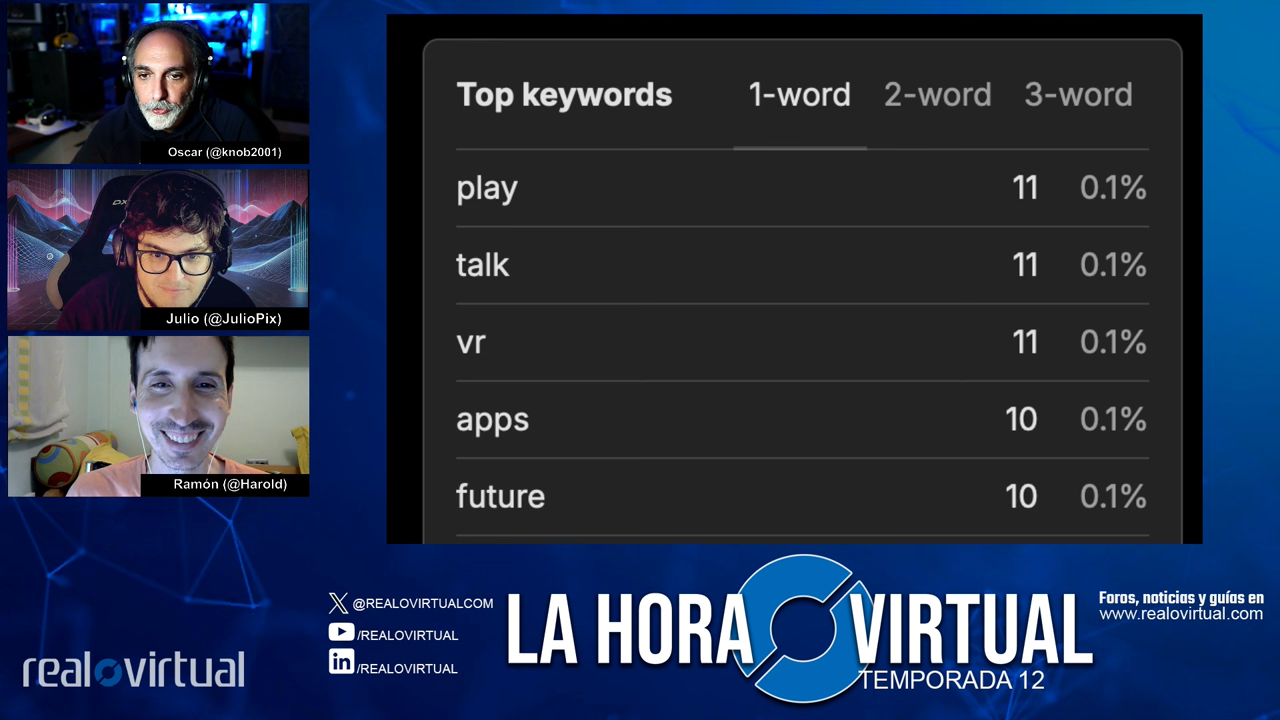 Oscar (@knob2001)
Julio (@JulioPix)
Ramón (@Harold)
Top keywords 1-word 2-word 3-word
play 11 0.1%
talk 11 0.1%
vr 11 0.1%
apps 10 0.1%
future 10 0.1%
realovirtual
@REALOVIRTUALCOM
/REALOVIRTUAL
/REALOVIRTUAL
LA HORA VIRTUAL
TEMPORADA 12
Foros, noticias y guías en
www.realovirtual.com